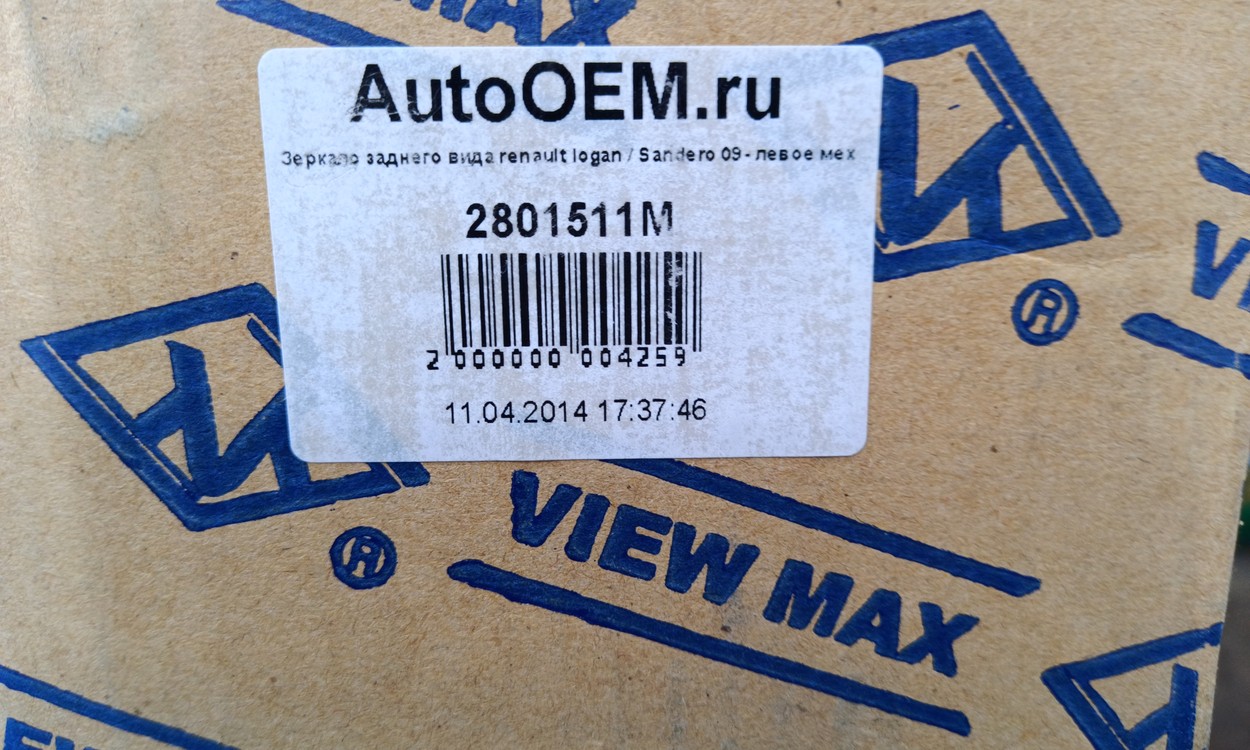 MAX
AutoOEM.ru
Зеркало заднего вида renault logan / Sandero 09- левое мех
2801511M
2 000000 004259
11.04.2014 17:37:46
®
®
VIEW MAX